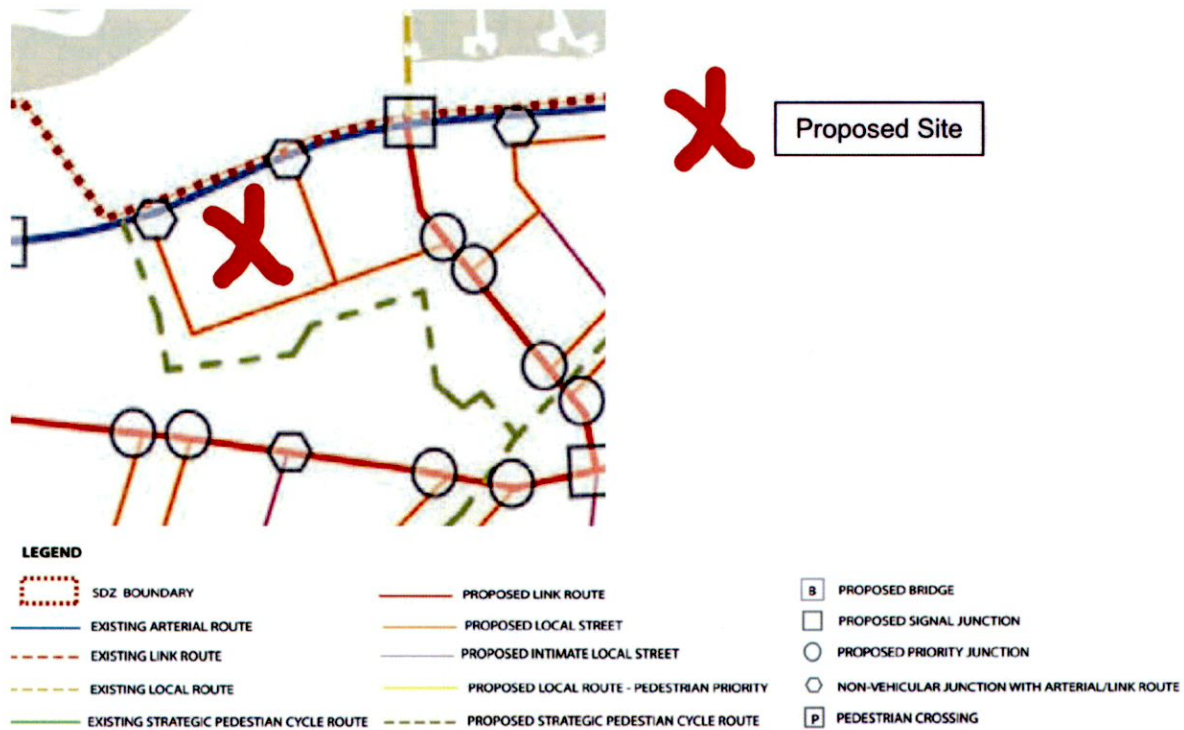 Proposed Site
LEGEND
SDZ BOUNDARY
EXISTING ARTERIAL ROUTE
EXISTING LINK ROUTE
EXISTING LOCAL ROUTE
EXISTING STRATEGIC PEDESTIAN CYCLE ROUTE
PROPOSED LINK ROUTE
PROPOSED LOCAL STREET
PROPOSED INTIMATE LOCAL STREET
PROPOSED LOCAL ROUTE - PEDESTRIAN PRIORITY
PROPOSED STRATEGIC PEDESTIAN CYCLE ROUTE
B PROPOSED BRIDGE
PROPOSED SIGNAL JUNCTION
PROPOSED PRIORITY JUNCTION
NON-VEHICULAR JUNCTION WITH ARTERIAL/LINK ROUTE
P PEDESTRIAN CROSSING